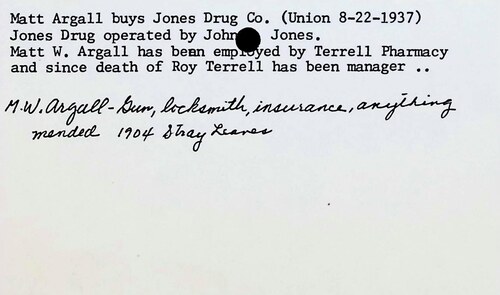 Matt Argall buys Jones Drug Co. (Union 8-22-1937)
Jones Drug operated by John Jones.
Matt W. Argall has been employed by Terrell Pharmacy
and since death of Roy Terrell has been manager ..
M.W. Argall - Gun, locksmith, insurance, anything
mended 1904 Stray Leaves